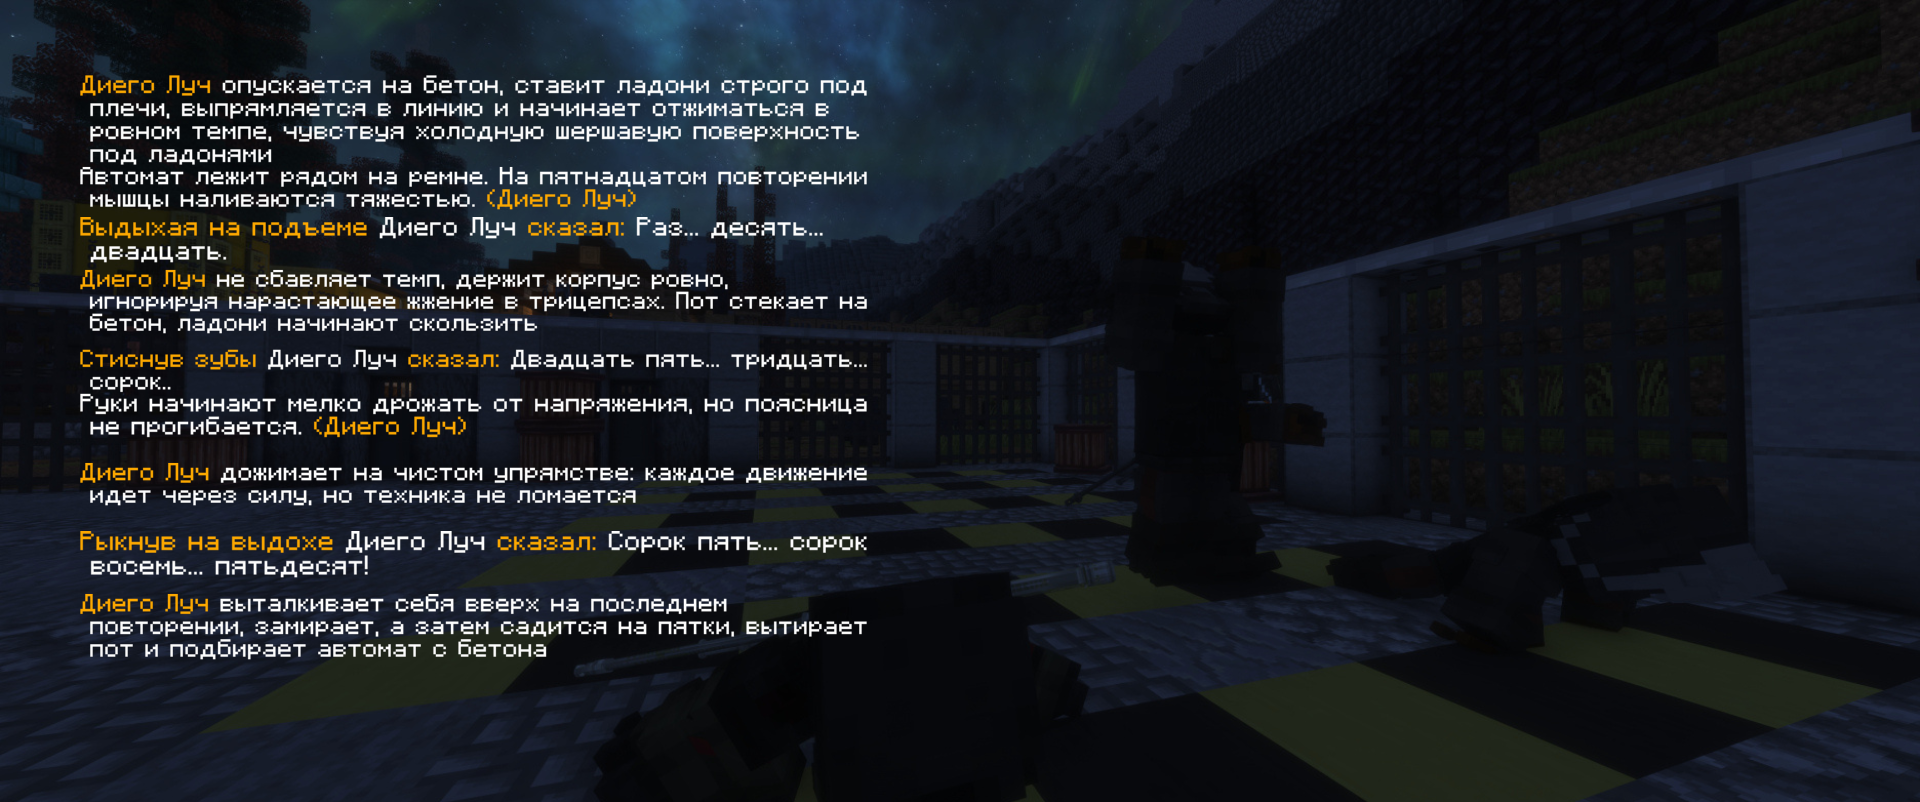 Диего Луч опускается на бетон, ставит ладони строго под
плечи, выпрямляется в линию и начинает отжиматься в
ровном темпе, чувствуя холодную шершавую поверхность
под ладонями
Автомат лежит рядом на ремне. На пятнадцатом повторении
мышцы наливаются тяжестью. (Диего Луч)
Выдыхая на подъеме Диего Луч сказал: Раз... десять...
двадцать.
Диего Луч не сбавляет темп, держит корпус ровно,
игнорируя нарастающее жжение в трицепсах. Пот стекает на
бетон, ладони начинают скользить
Стиснув зубы Диего Луч сказал: Двадцать пять... тридцать...
сорок..
Руки начинают мелко дрожать от напряжения, но поясница
не прогибается. (Диего Луч)
Диего Луч дожимает на чистом упрямстве: каждое движение
идет через силу, но техника не ломается
Рыкнув на выдохе Диего Луч сказал: Сорок пять... сорок
восемь... пятьдесят!
Диего Луч выталкивает себя вверх на последнем
повторении, замирает, а затем садится на пятки, вытирает
пот и подбирает автомат с бетона